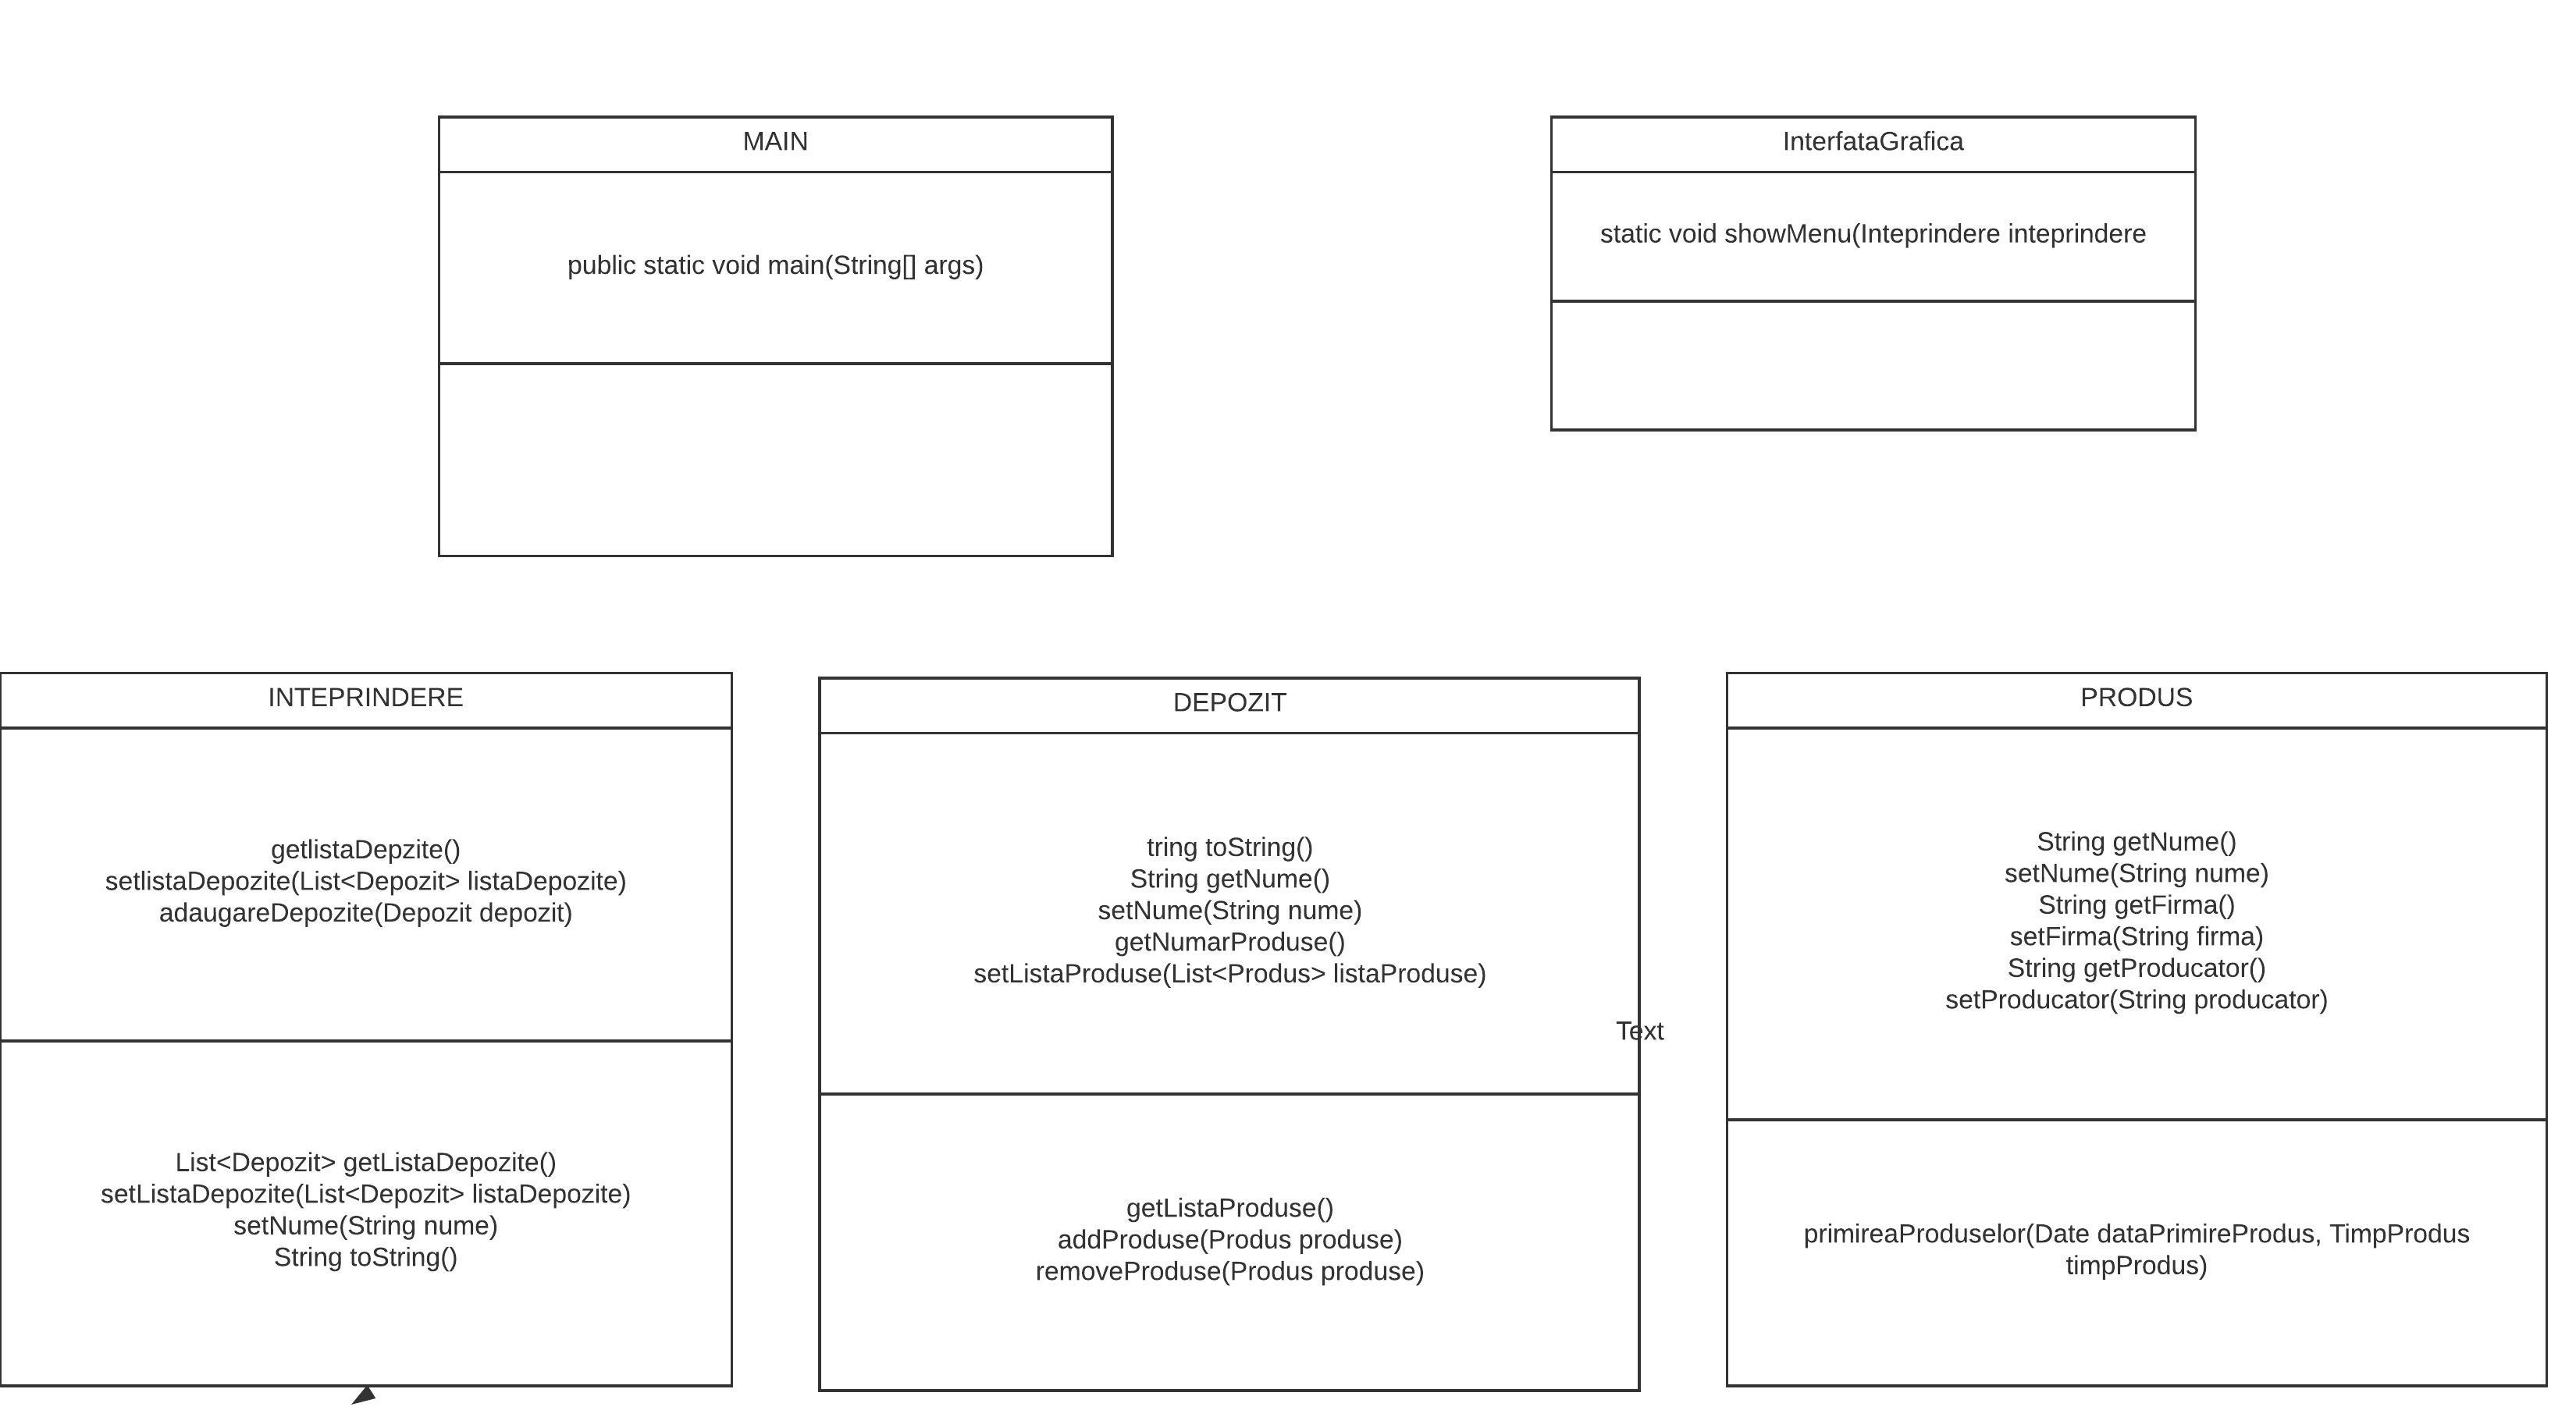 MAIN
public static void main(String[] args)
InterfataGrafica
static void showMenu(Inteprindere inteprindere
INTEPRINDERE
getlistaDepzite()
setlistaDepozite(List<Depozit> listaDepozite)
adaugareDepozite(Depozit depozit)
List<Depozit> getListaDepozite()
setListaDepozite(List<Depozit> listaDepozite)
setNume(String nume)
String toString()
DEPOZIT
tring toString()
String getNume()
setNume(String nume)
getNumarProduse()
setListaProduse(List<Produs> listaProduse)
Text
getListaProduse()
addProduse(Produs produse)
removeProduse(Produs produse)
PRODUS
String getNume()
setNume(String nume)
String getFirma()
setFirma(String firma)
String getProducator()
setProducator(String producator)
primireaProduselor(Date dataPrimireProdus, TimpProdus
timpProdus)